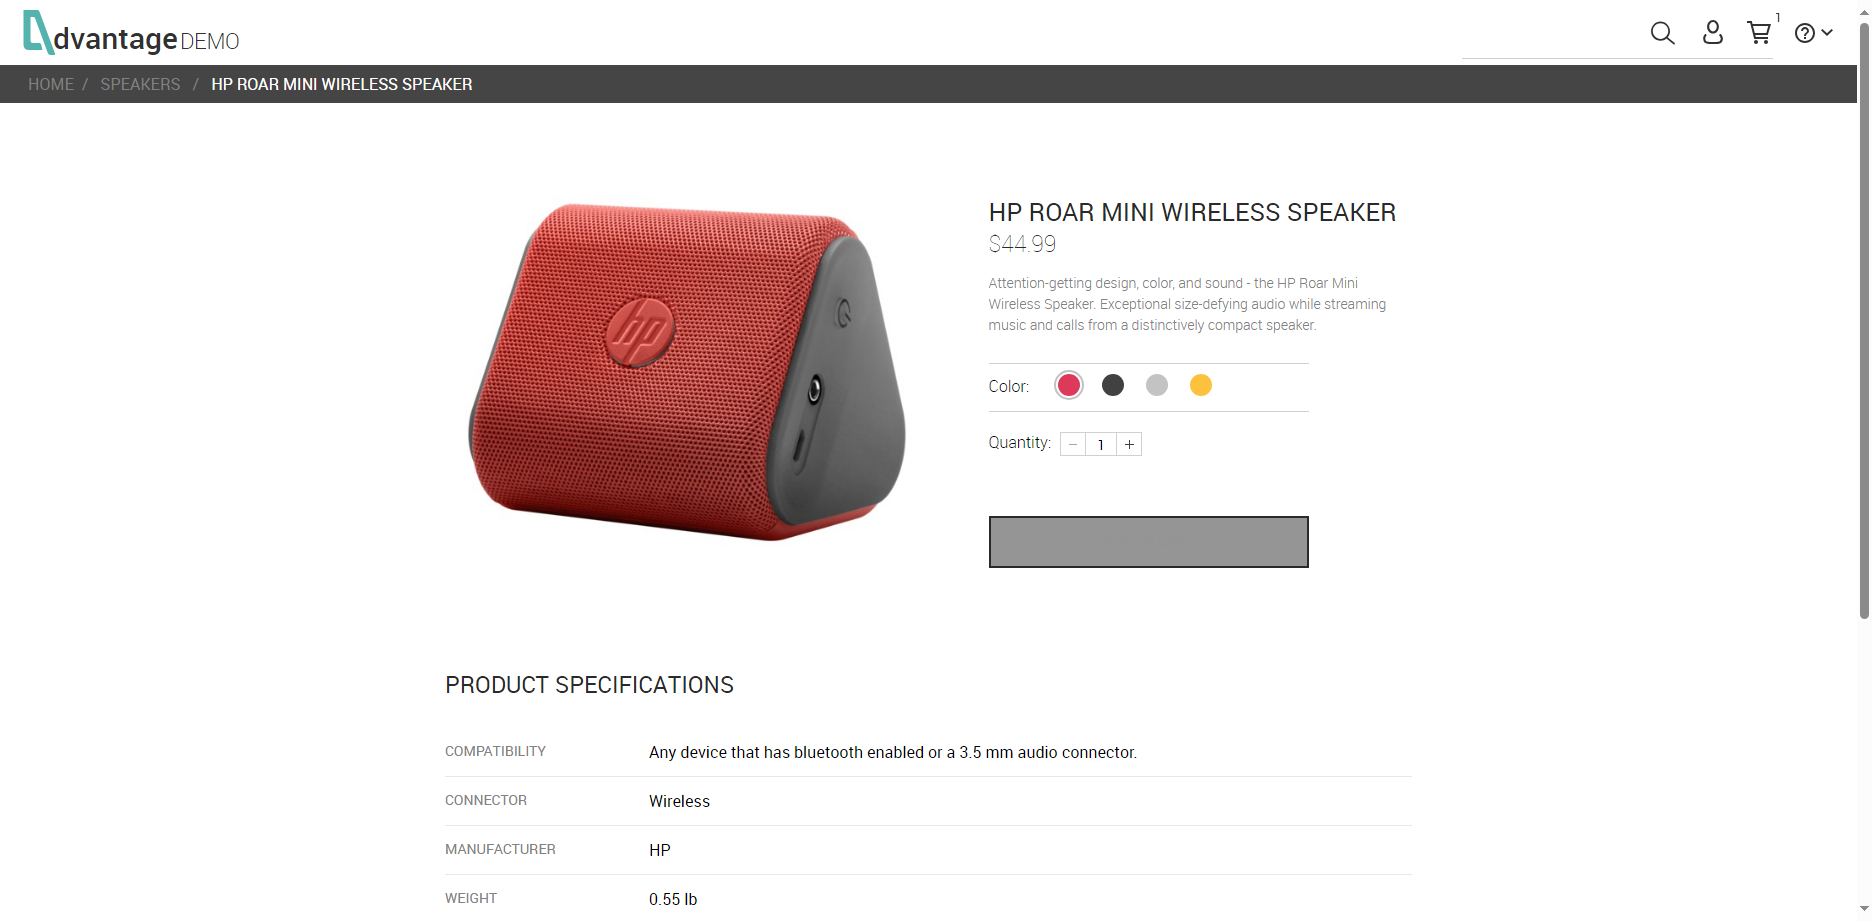 dvantage DEMO
1
HOME / SPEAKERS / HP ROAR MINI WIRELESS SPEAKER
hp
HP ROAR MINI WIRELESS SPEAKER
$44.99
Attention-getting design, color, and sound - the HP Roar Mini
Wireless Speaker. Exceptional size-defying audio while streaming
music and calls from a distinctively compact speaker.
Color:
Quantity: − 1 +
PRODUCT SPECIFICATIONS
COMPATIBILITY Any device that has bluetooth enabled or a 3.5 mm audio connector.
CONNECTOR Wireless
MANUFACTURER HP
WEIGHT 0.55 lb